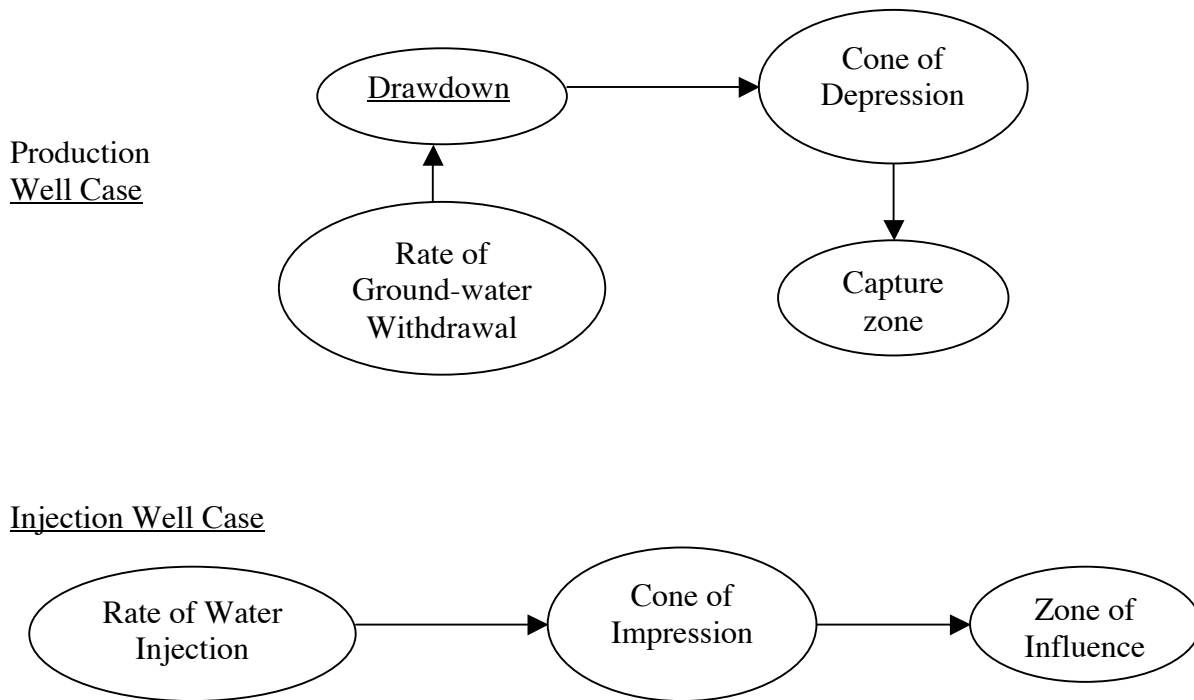 Cone of
Depression
Drawdown
Production
Well Case
Rate of
Ground-water
Withdrawal
Capture
zone
Injection Well Case
Rate of Water
Injection
Cone of
Impression
Zone of
Influence